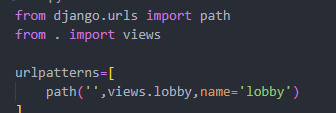 from django.urls import path
from . import views
urlpatterns=[
    path('',views.lobby,name='lobby')
]